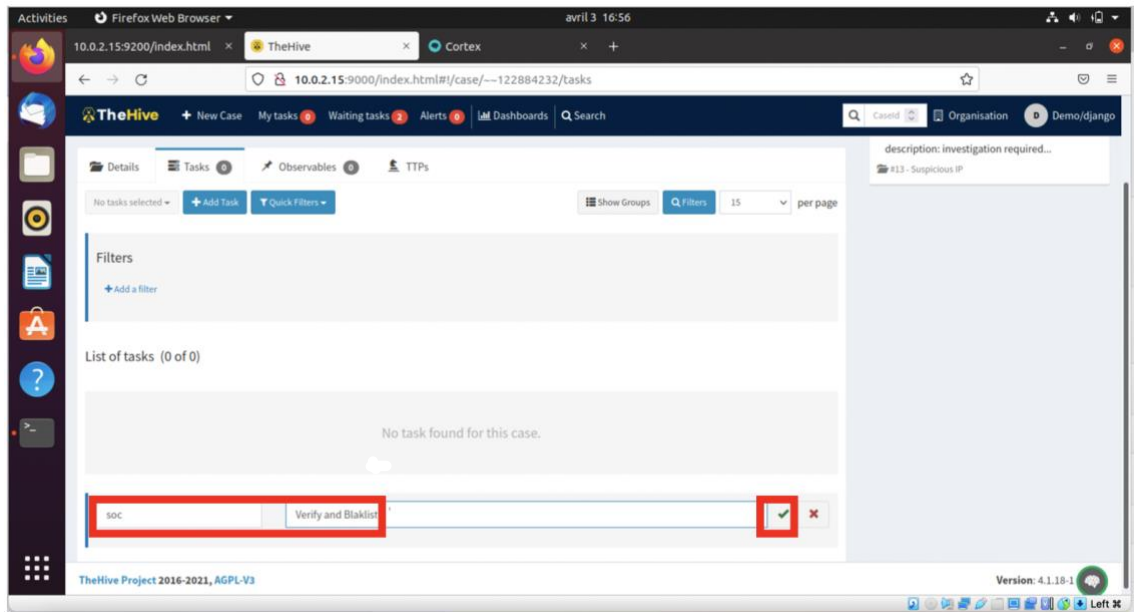 Activities Firefox Web Browser avril 3 16:56
10.0.2.15:9200/index.html × TheHive × Cortex × +
10.0.2.15:9000/index.html#!/case/~~122884232/tasks
TheHive + New Case My tasks 0 Waiting tasks 2 Alerts 0 Dashboards Search CaseId Organisation D Demo/django
description: investigation required...
#13 - Suspicious IP
Details Tasks 0 Observables 0 TTPs
No tasks selected + Add Task Quick Filters Show Groups Filters 15 per page
Filters
+ Add a filter
List of tasks (0 of 0)
No task found for this case.
soc Verify and Blaklist '
TheHive Project 2016-2021, AGPL-V3 Version: 4.1.18-1
Left ⌘